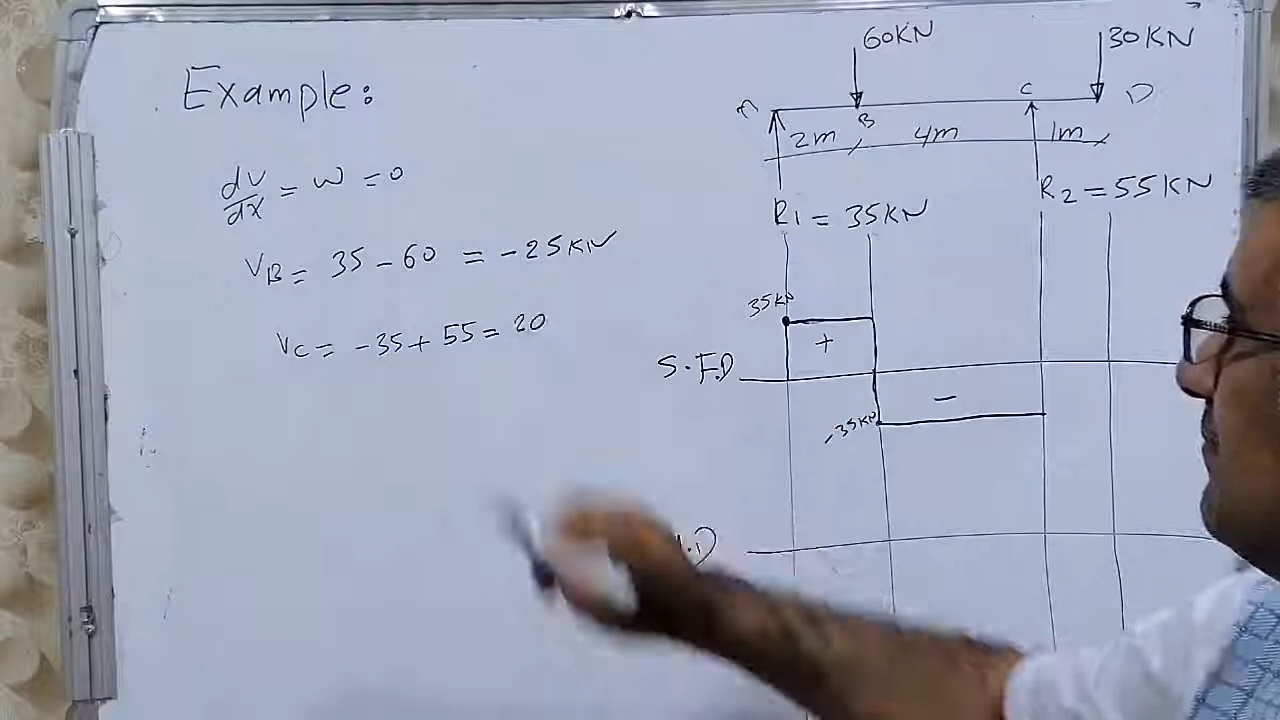 Example:
dv/dx = w = 0
VB = 35 - 60 = -25KN
Vc = -35 + 55 = 20
60KN
30KN
A
B
C
D
2m
4m
1m
R1 = 35KN
R2 = 55KN
35KN
+
S.F.D
-
-35KN
.D